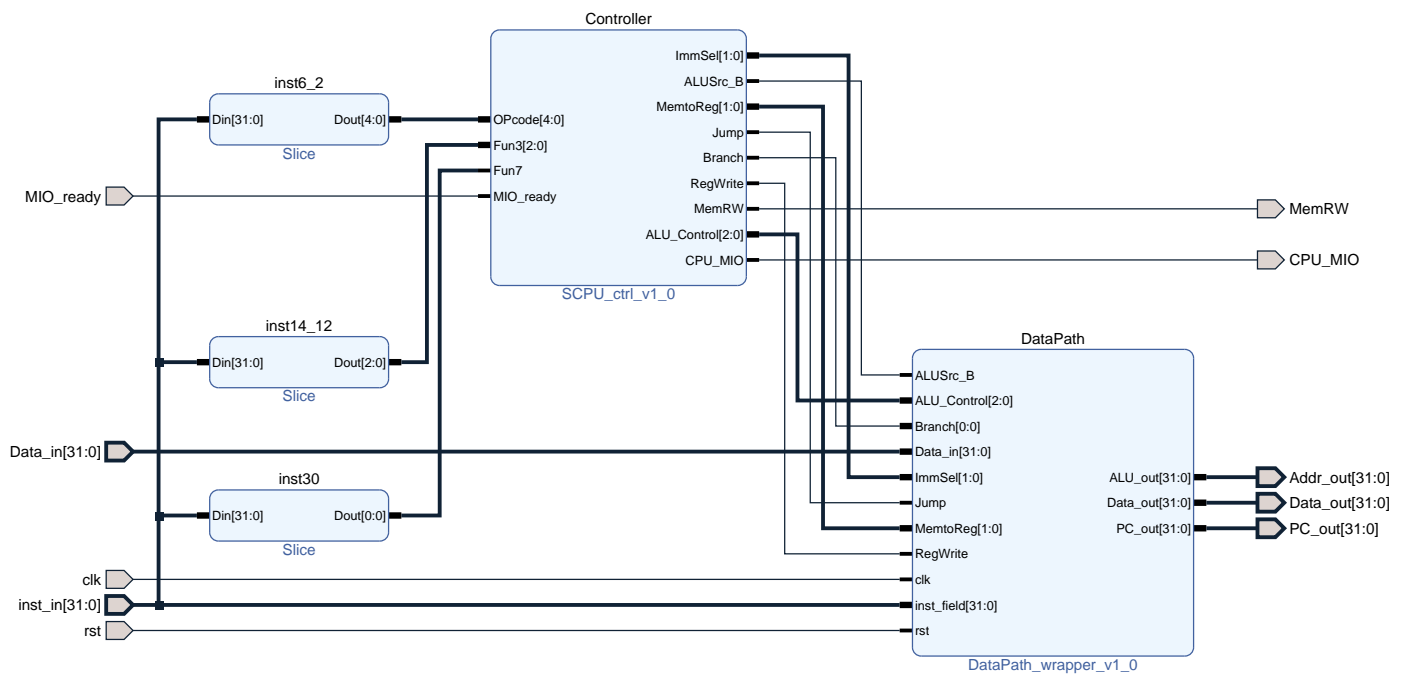 Controller
ImmSel[1:0]
ALUSrc_B
MemtoReg[1:0]
Jump
Branch
RegWrite
MemRW
ALU_Control[2:0]
CPU_MIO
OPcode[4:0]
Fun3[2:0]
Fun7
MIO_ready
SCPU_ctrl_v1_0
inst6_2
Din[31:0] Dout[4:0]
Slice
MIO_ready
inst14_12
Din[31:0] Dout[2:0]
Slice
Data_in[31:0]
inst30
Din[31:0] Dout[0:0]
Slice
clk
inst_in[31:0]
rst
MemRW
CPU_MIO
DataPath
ALUSrc_B
ALU_Control[2:0]
Branch[0:0]
Data_in[31:0]
ImmSel[1:0]
Jump
MemtoReg[1:0]
RegWrite
clk
inst_field[31:0]
rst
ALU_out[31:0]
Data_out[31:0]
PC_out[31:0]
DataPath_wrapper_v1_0
Addr_out[31:0]
Data_out[31:0]
PC_out[31:0]